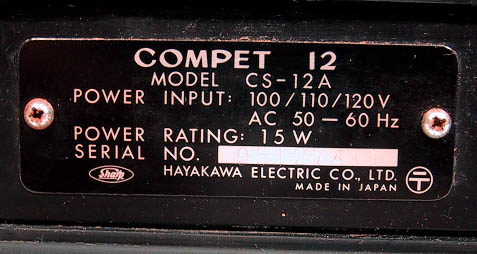 COMPET 12
MODEL CS-12A
POWER INPUT: 100/110/120V
AC 50-60 Hz
POWER RATING: 15W
SERIAL NO.
Sharp HAYAKAWA ELECTRIC CO., LTD.
MADE IN JAPAN